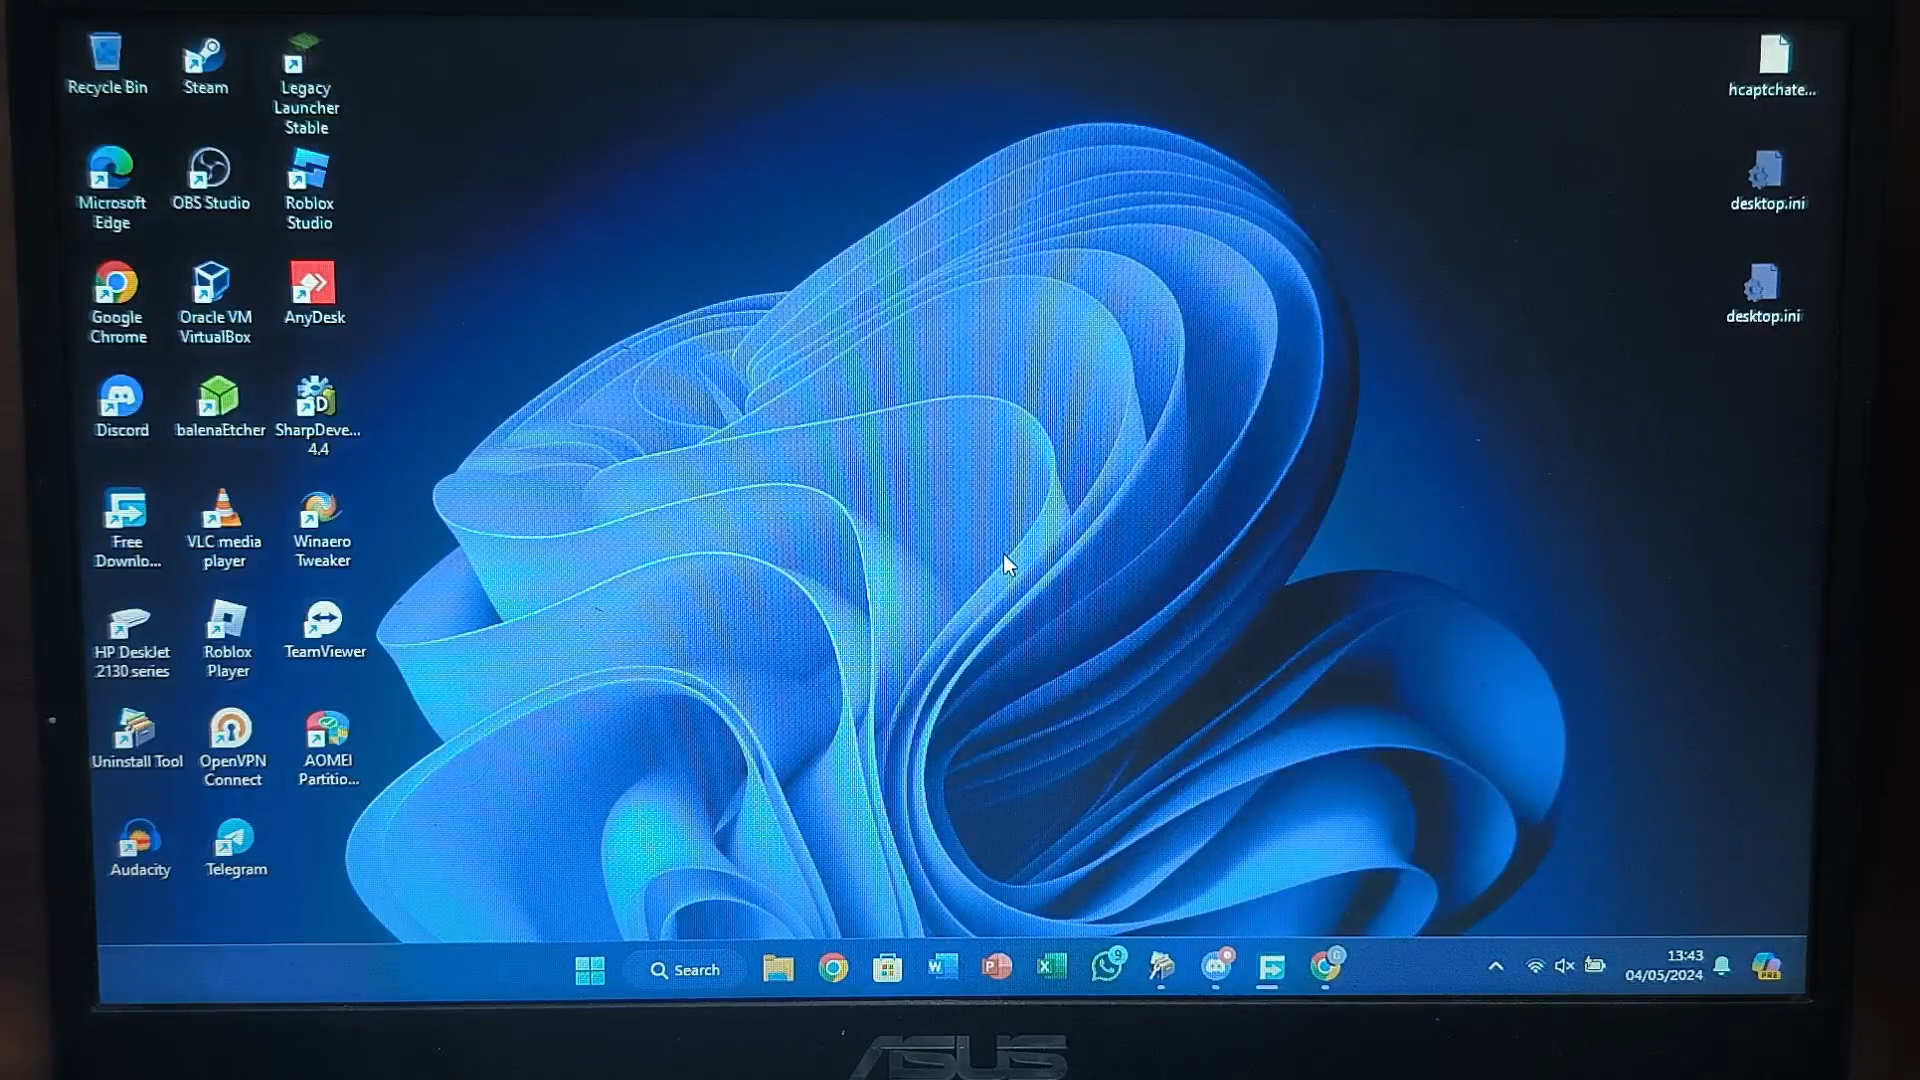 Recycle Bin
Steam
Legacy
Launcher
Stable
hcaptchate...
Microsoft
Edge
OBS Studio
Roblox
Studio
desktop.ini
Google
Chrome
Oracle VM
VirtualBox
AnyDesk
desktop.ini
Discord
balenaEtcher
SharpDeve...
4.4
Free
Downlo...
VLC media
player
Winaero
Tweaker
HP DeskJet
2130 series
Roblox
Player
TeamViewer
Uninstall Tool
OpenVPN
Connect
AOMEI
Partitio...
Audacity
Telegram
Search
13:43
04/05/2024
PRE
ASUS